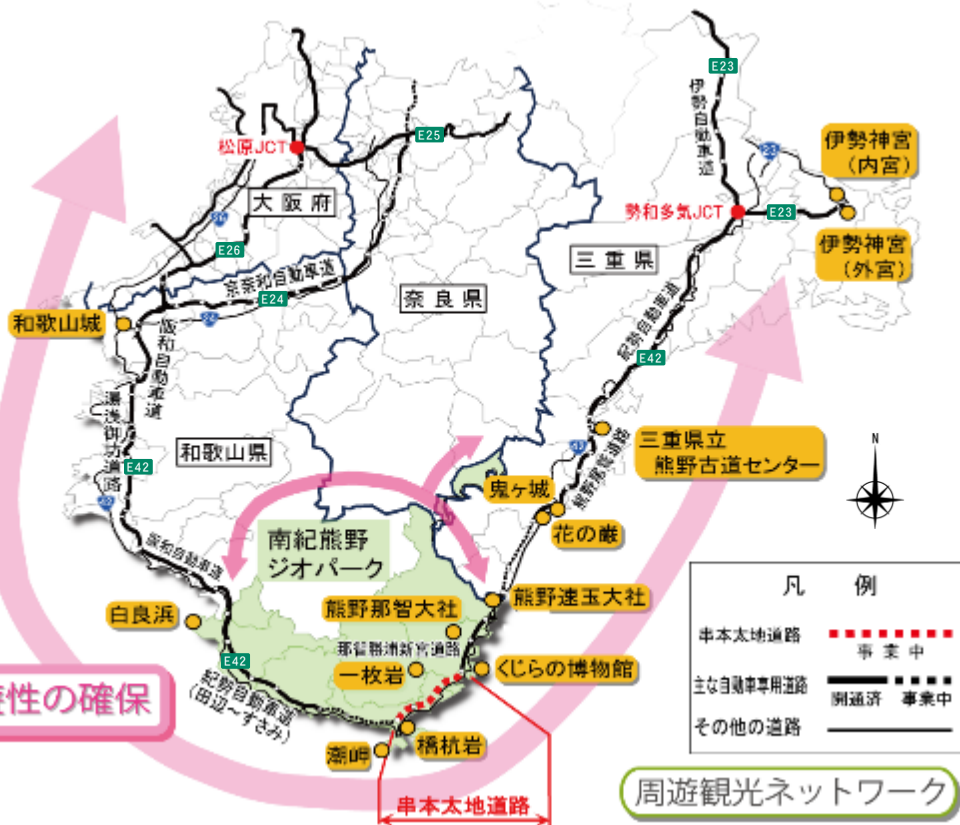 E23
伊勢自動車道
23
伊勢神宮
（内宮）
E25
松原JCT
大阪府
勢和多気JCT
E23
伊勢神宮
（外宮）
26
E26
三重県
京奈和自動車道
E24
24
奈良県
和歌山城
阪和自動車道
紀勢自動車道
E42
湯浅御坊道路
和歌山県
E42
42
三重県立
熊野古道センター
42
熊野尾鷲道路
N
鬼ヶ城
花の巌
阪和自動車道
南紀熊野
ジオパーク
白良浜
熊野那智大社
熊野速玉大社
那智勝浦新宮道路
一枚岩
くじらの博物館
E42
紀勢自動車道
（田辺～すさみ）
性の確保
潮岬
橋杭岩
串本太地道路
凡 例
串本太地道路
事業中
主な自動車専用道路
開通済 事業中
その他の道路
周遊観光ネットワーク